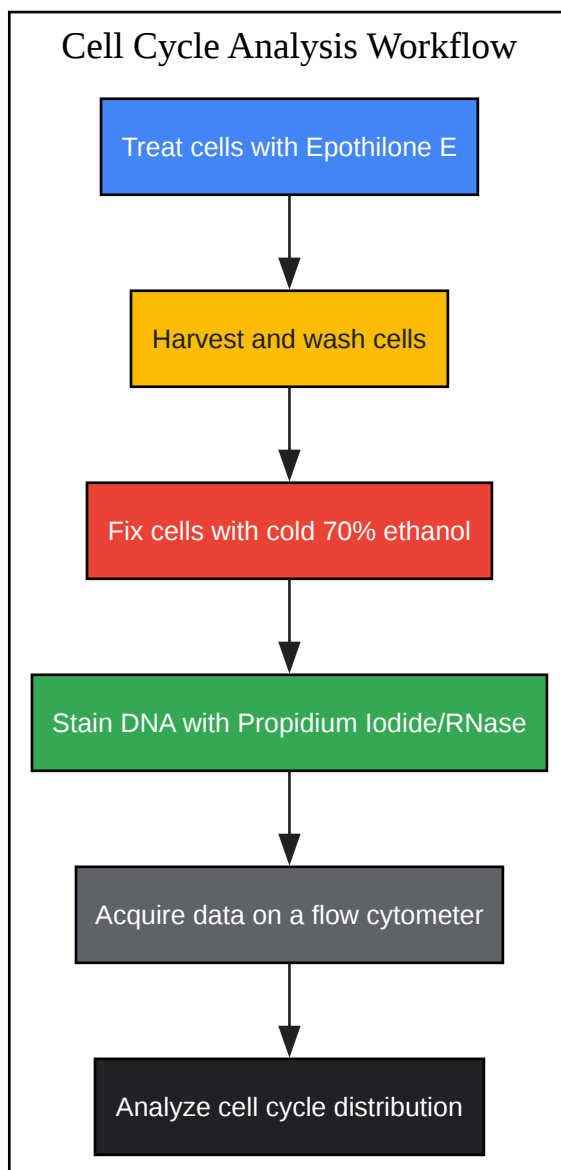 Cell Cycle Analysis Workflow
Treat cells with Epothilone E
Harvest and wash cells
Fix cells with cold 70% ethanol
Stain DNA with Propidium Iodide/RNase
Acquire data on a flow cytometer
Analyze cell cycle distribution